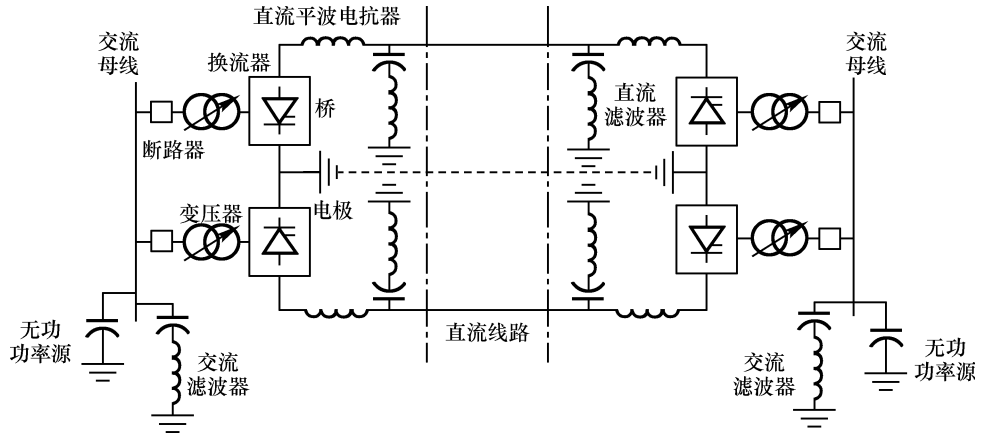 直流平波电抗器
交流
母线
换流器
桥
断路器
变压器
电极
无功
功率源
交流
滤波器
直流线路
直流
滤波器
交流
母线
交流
滤波器
无功
功率源